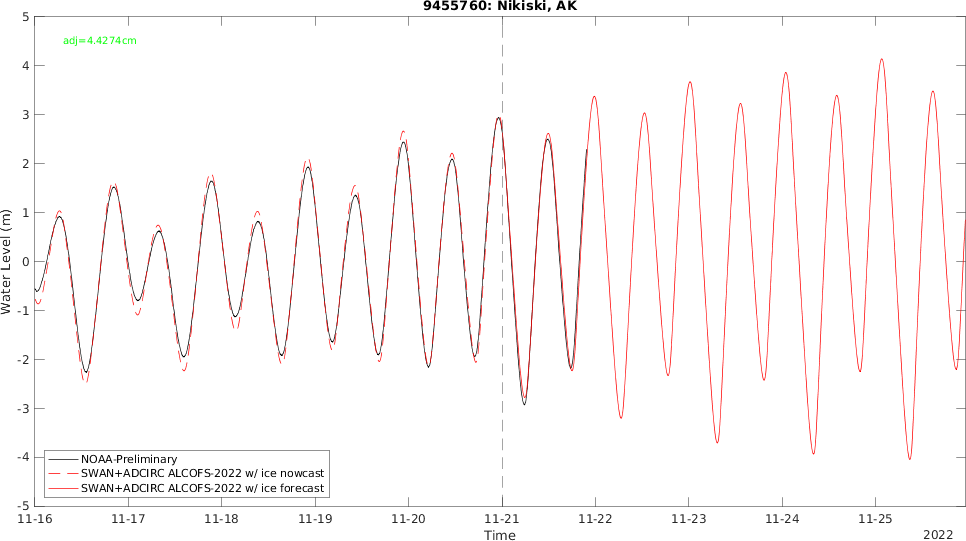 9455760: Nikiski, AK
adj=4.4274cm
5
4
3
2
1
0
-1
-2
-3
-4
-5
Water Level (m)
NOAA-Preliminary
SWAN+ADCIRC ALCOFS-2022 w/ ice nowcast
SWAN+ADCIRC ALCOFS-2022 w/ ice forecast
11-16 11-17 11-18 11-19 11-20 11-21 11-22 11-23 11-24 11-25
Time
2022